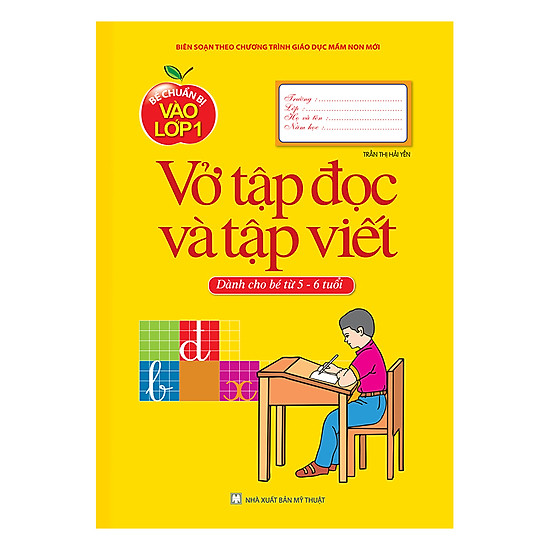 BIÊN SOẠN THEO CHƯƠNG TRÌNH GIÁO DỤC MẦM NON MỚI
BÉ CHUẨN BỊ
VÀO
LỚP 1
Trường :
Lớp :
Họ và tên :
Năm học :
TRẦN THỊ HẢI YẾN
Vở tập đọc
và tập viết
Dành cho bé từ 5 - 6 tuổi
đ
b x
NHÀ XUẤT BẢN MỸ THUẬT